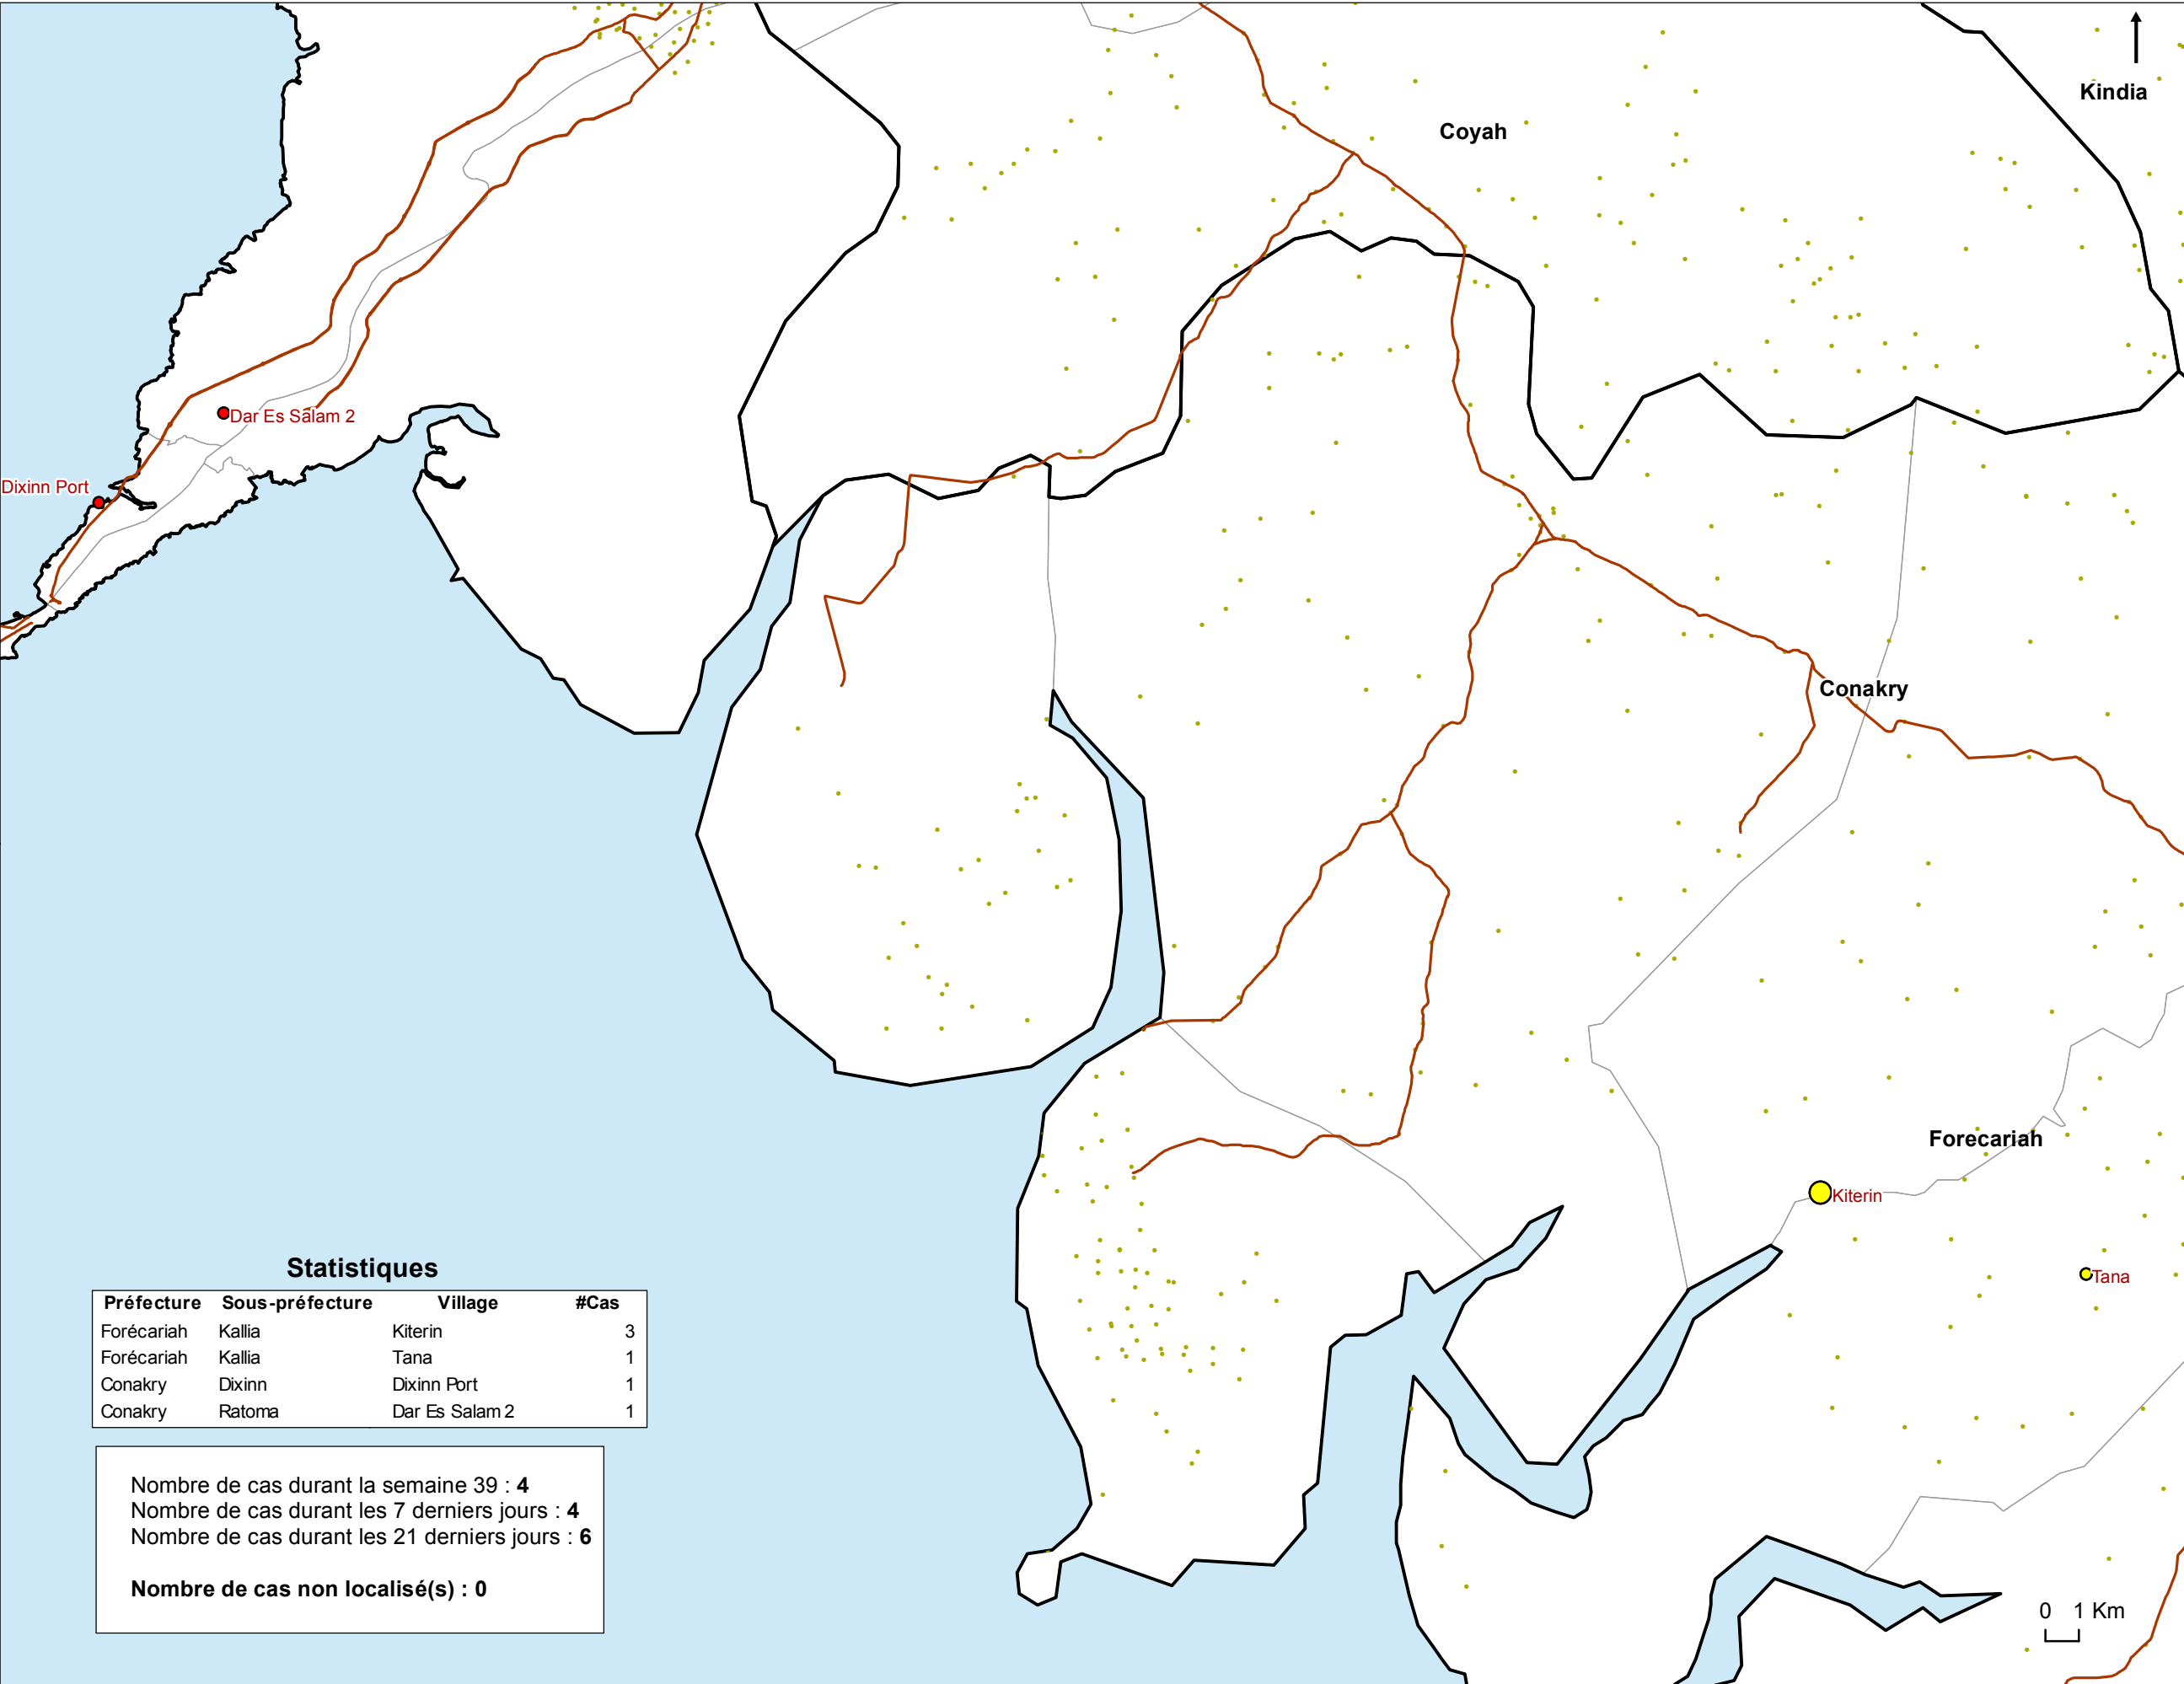 Kindia
Coyah
Dar Es Salam 2
Dixinn Port
Conakry
Forecariah
Kiterin
Tana
Statistiques
Préfecture Sous-préfecture Village #Cas
Forécariah Kallia Kiterin 3
Forécariah Kallia Tana 1
Conakry Dixinn Dixinn Port 1
Conakry Ratoma Dar Es Salam 2 1
Nombre de cas durant la semaine 39 : 4
Nombre de cas durant les 7 derniers jours : 4
Nombre de cas durant les 21 derniers jours : 6
Nombre de cas non localisé(s) : 0
0 1 Km